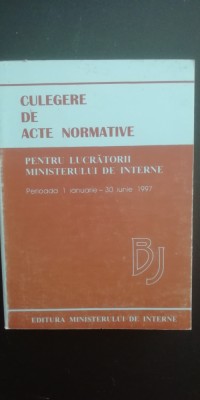 CULEGERE
DE
ACTE NORMATIVE
PENTRU LUCRĂTORII
MINISTERULUI DE INTERNE
Perioada 1 ianuarie - 30 iunie 1997
BJ
EDITURA MINISTERULUI DE INTERNE